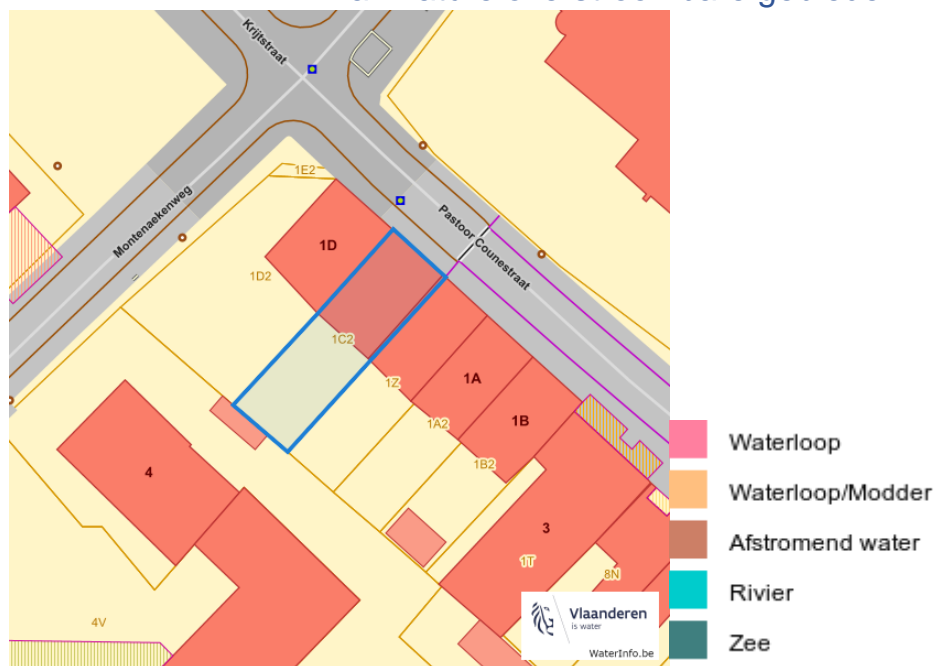 Krijtstraat
1E2
Montenaekenweg
Pastoor Counestraat
1D
1D2
1C2
1Z
1A
1A2
1B
1B2
4
3
1T
8N
4V
Vlaanderen
is water
WaterInfo.be
Waterloop
Waterloop/Modder
Afstromend water
Rivier
Zee